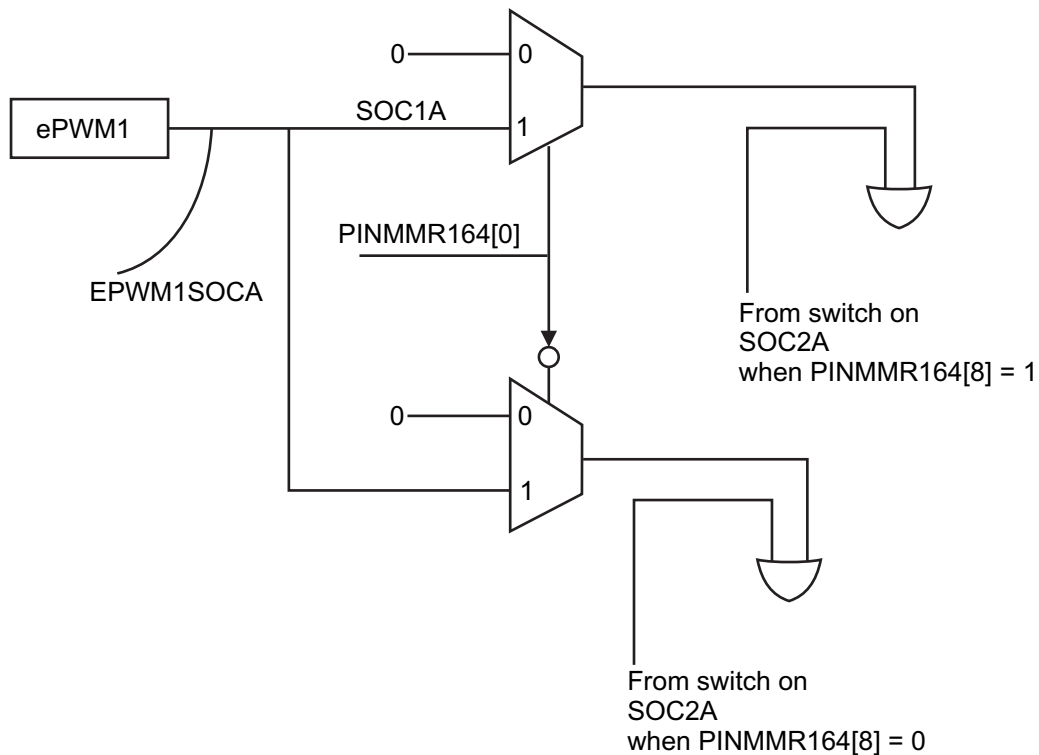 0
0
SOC1A
ePWM1
1
PINMMR164[0]
EPWM1SOCA
From switch on
SOC2A
when PINMMR164[8] = 1
0
0
1
From switch on
SOC2A
when PINMMR164[8] = 0